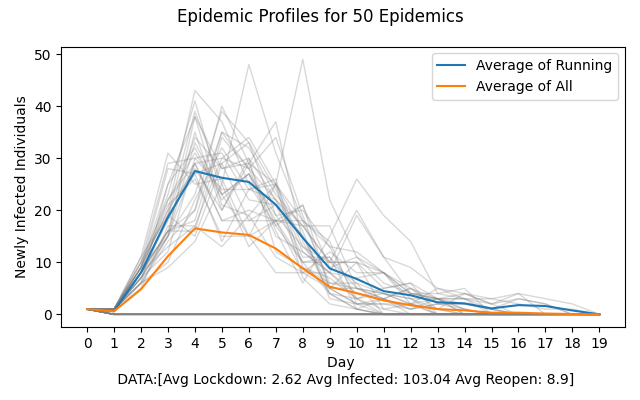 Epidemic Profiles for 50 Epidemics
50
40
30
20
10
0
Newly Infected Individuals
Average of Running
Average of All
0 1 2 3 4 5 6 7 8 9 10 11 12 13 14 15 16 17 18 19
Day
DATA:[Avg Lockdown: 2.62 Avg Infected: 103.04 Avg Reopen: 8.9]